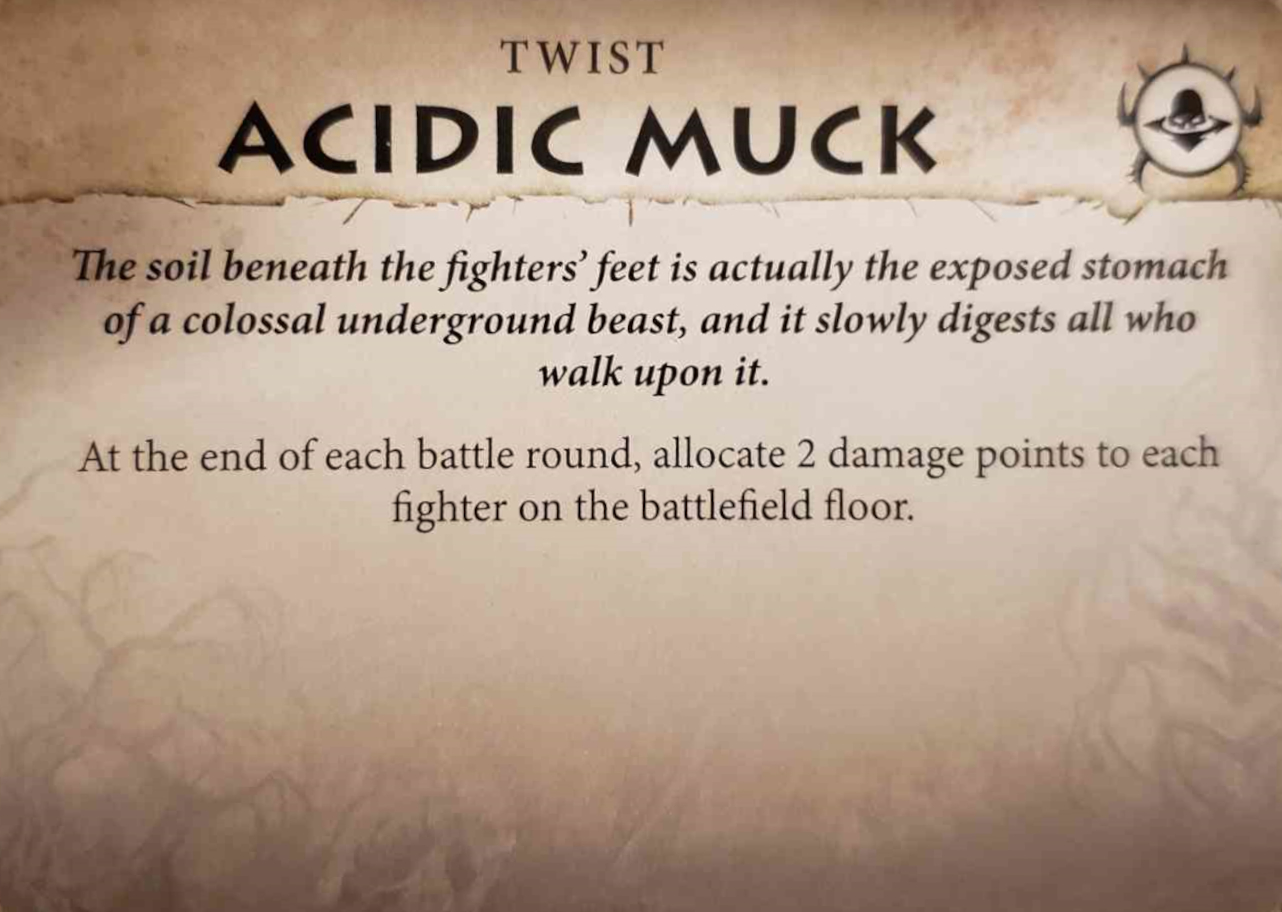 TWIST
ACIDIC MUCK
The soil beneath the fighters’ feet is actually the exposed stomach
of a colossal underground beast, and it slowly digests all who
walk upon it.
At the end of each battle round, allocate 2 damage points to each
fighter on the battlefield floor.